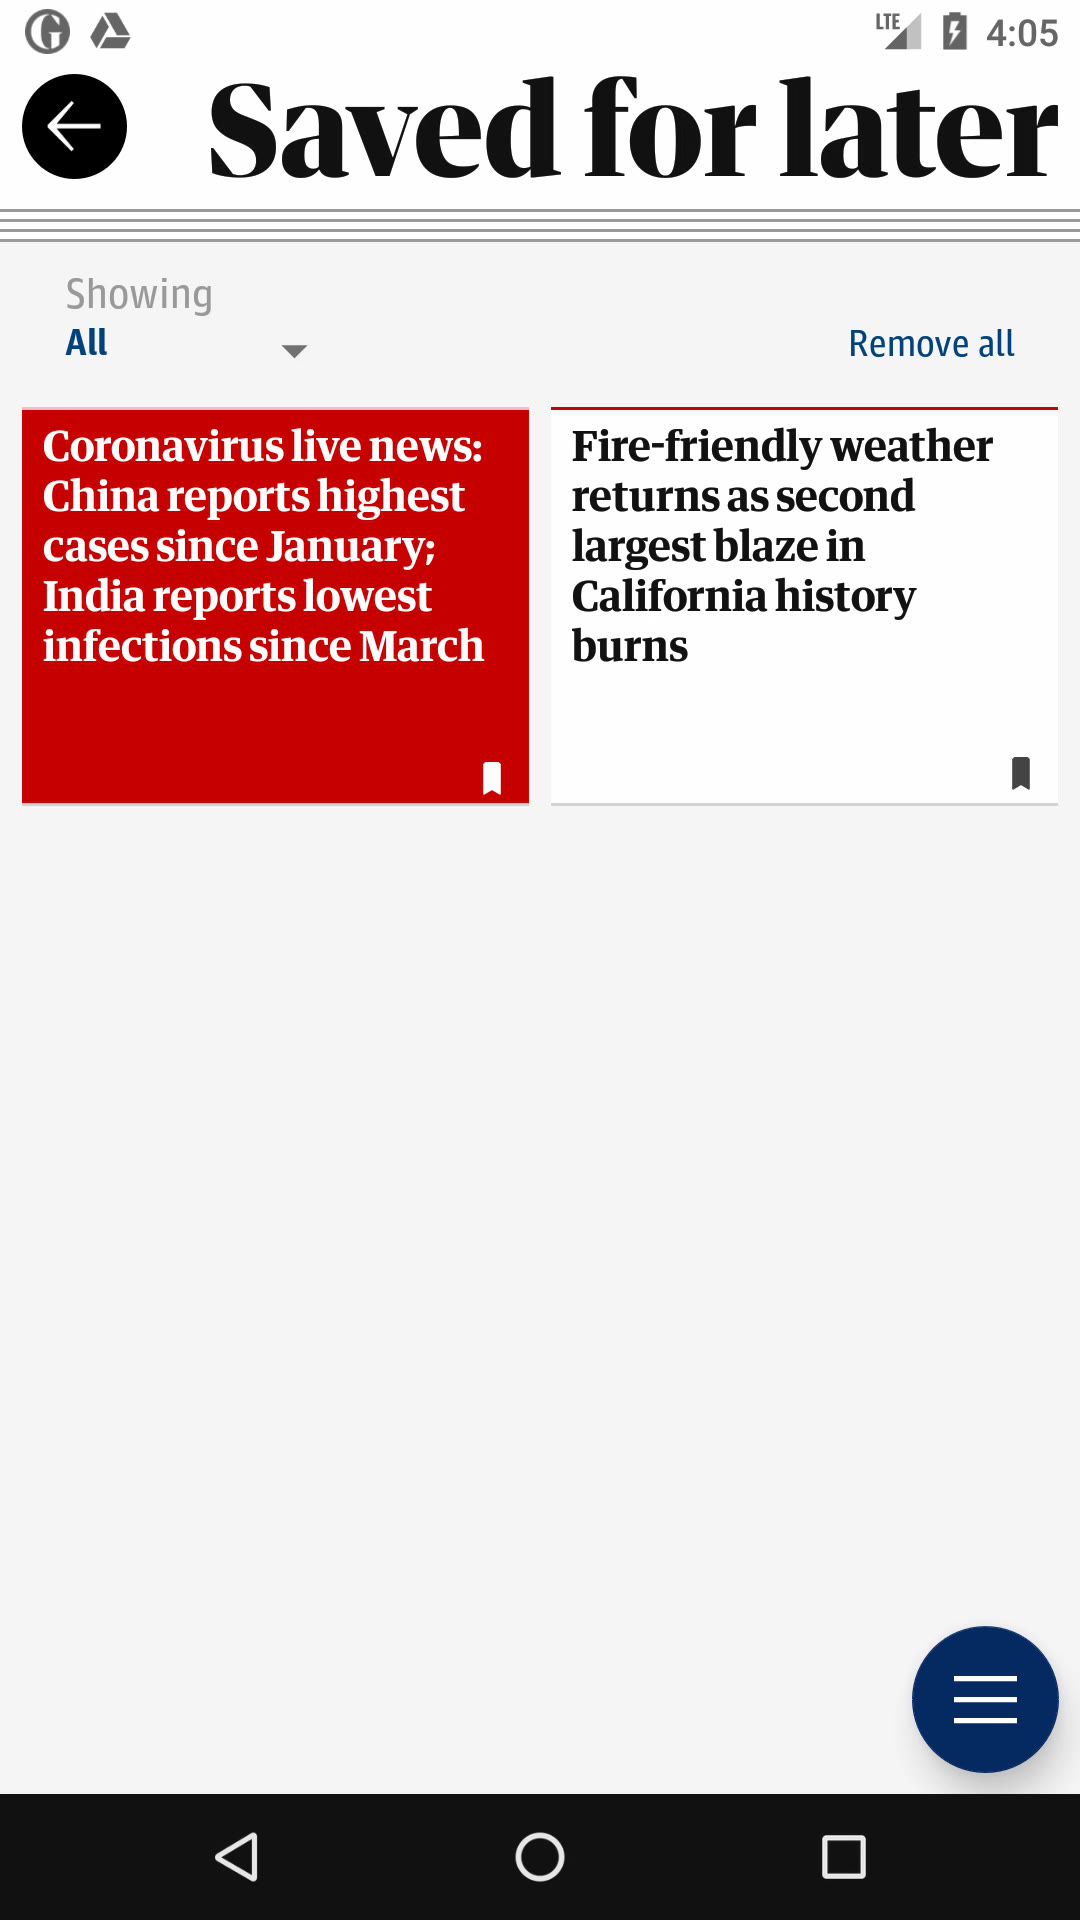 LTE 4:05
Saved for later
Showing
All
Remove all
Coronavirus live news:
China reports highest
cases since January;
India reports lowest
infections since March
Fire-friendly weather
returns as second
largest blaze in
California history
burns